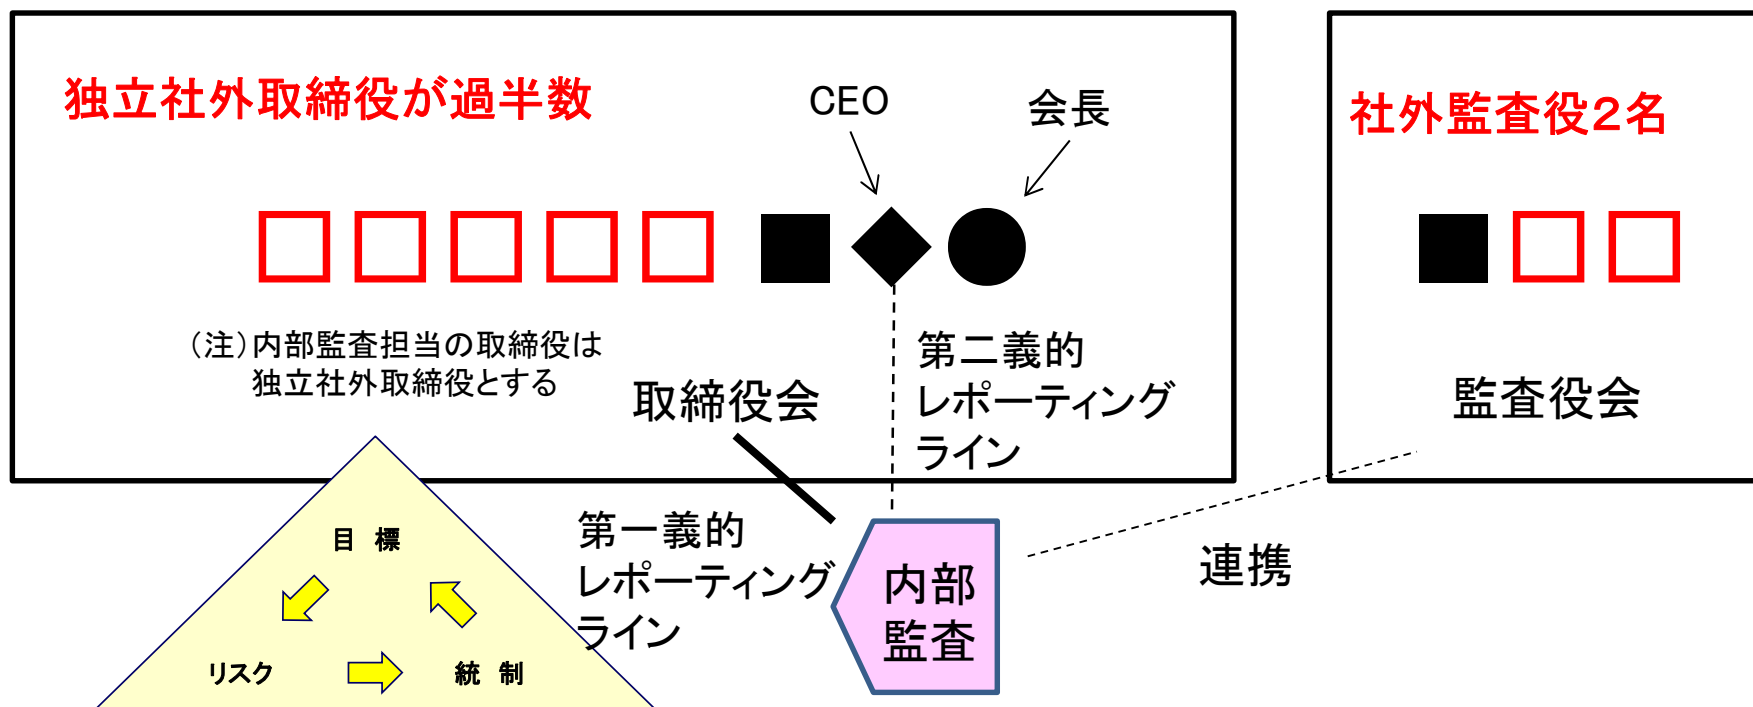 独立社外取締役が過半数
CEO
会長
社外監査役2名
（注）内部監査担当の取締役は
独立社外取締役とする
取締役会
第二義的
レポーティング
ライン
監査役会
目 標
リスク
統 制
第一義的
レポーティング
ライン
内部
監査
連携